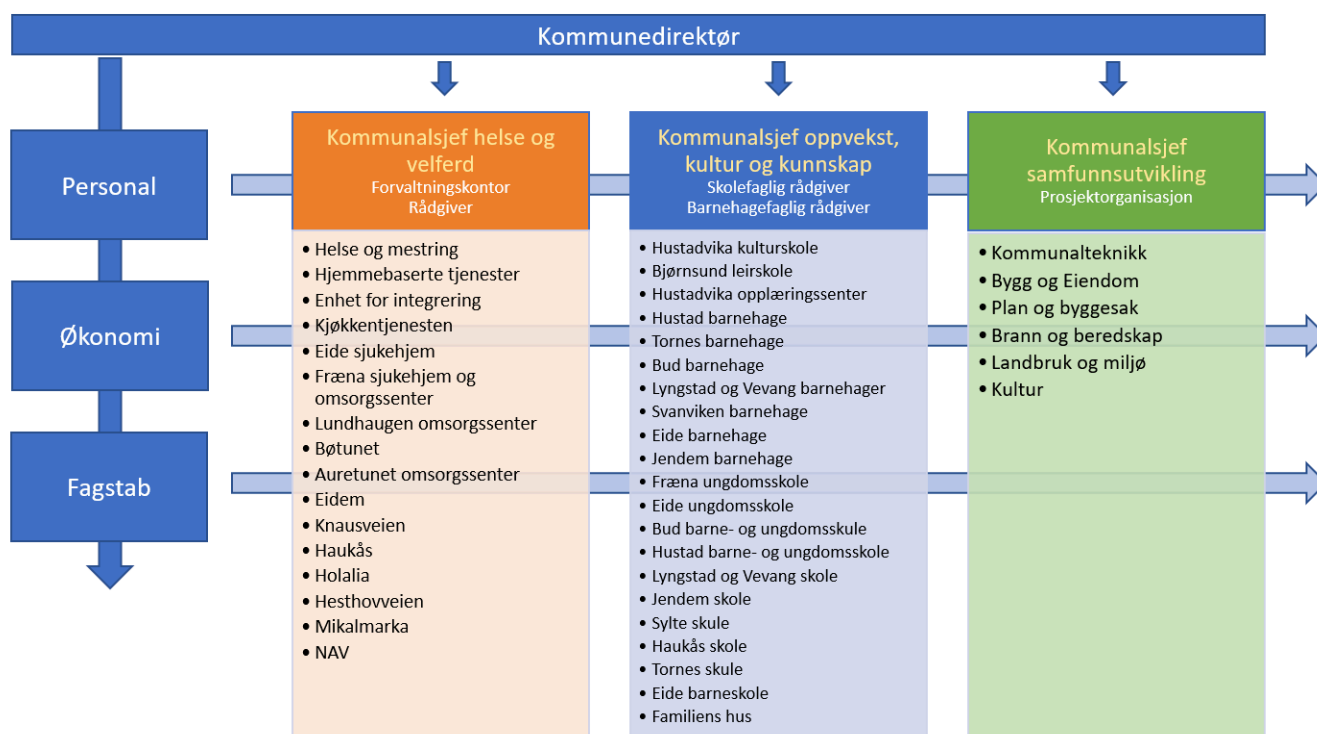 Kommunedirektør
Personal
Økonomi
Fagstab
Kommunalsjef helse og
velferd
Forvaltningskontor
Rådgiver
• Helse og mestring
• Hjemmebaserte tjenester
• Enhet for integrering
• Kjøkkentjenesten
• Eide sjukehjem
• Fræna sjukehjem og
omsorgssenter
• Lundhaugen omsorgssenter
• Bøtunet
• Auretunet omsorgssenter
• Eidem
• Knausveien
• Haukås
• Holalia
• Hesthovveien
• Mikalmarka
• NAV
Kommunalsjef oppvekst,
kultur og kunnskap
Skolefaglig rådgiver
Barnehagefaglig rådgiver
• Hustadvika kulturskole
• Bjørnsund leirskole
• Hustadvika opplæringssenter
• Hustad barnehage
• Tornes barnehage
• Bud barnehage
• Lyngstad og Vevang barnehager
• Svanviken barnehage
• Eide barnehage
• Jendem barnehage
• Fræna ungdomsskole
• Eide ungdomsskole
• Bud barne- og ungdomsskule
• Hustad barne- og ungdomsskole
• Lyngstad og Vevang skole
• Jendem skole
• Sylte skule
• Haukås skole
• Tornes skule
• Eide barneskole
• Familiens hus
Kommunalsjef
samfunnsutvikling
Prosjektorganisasjon
• Kommunalteknikk
• Bygg og Eiendom
• Plan og byggesak
• Brann og beredskap
• Landbruk og miljø
• Kultur